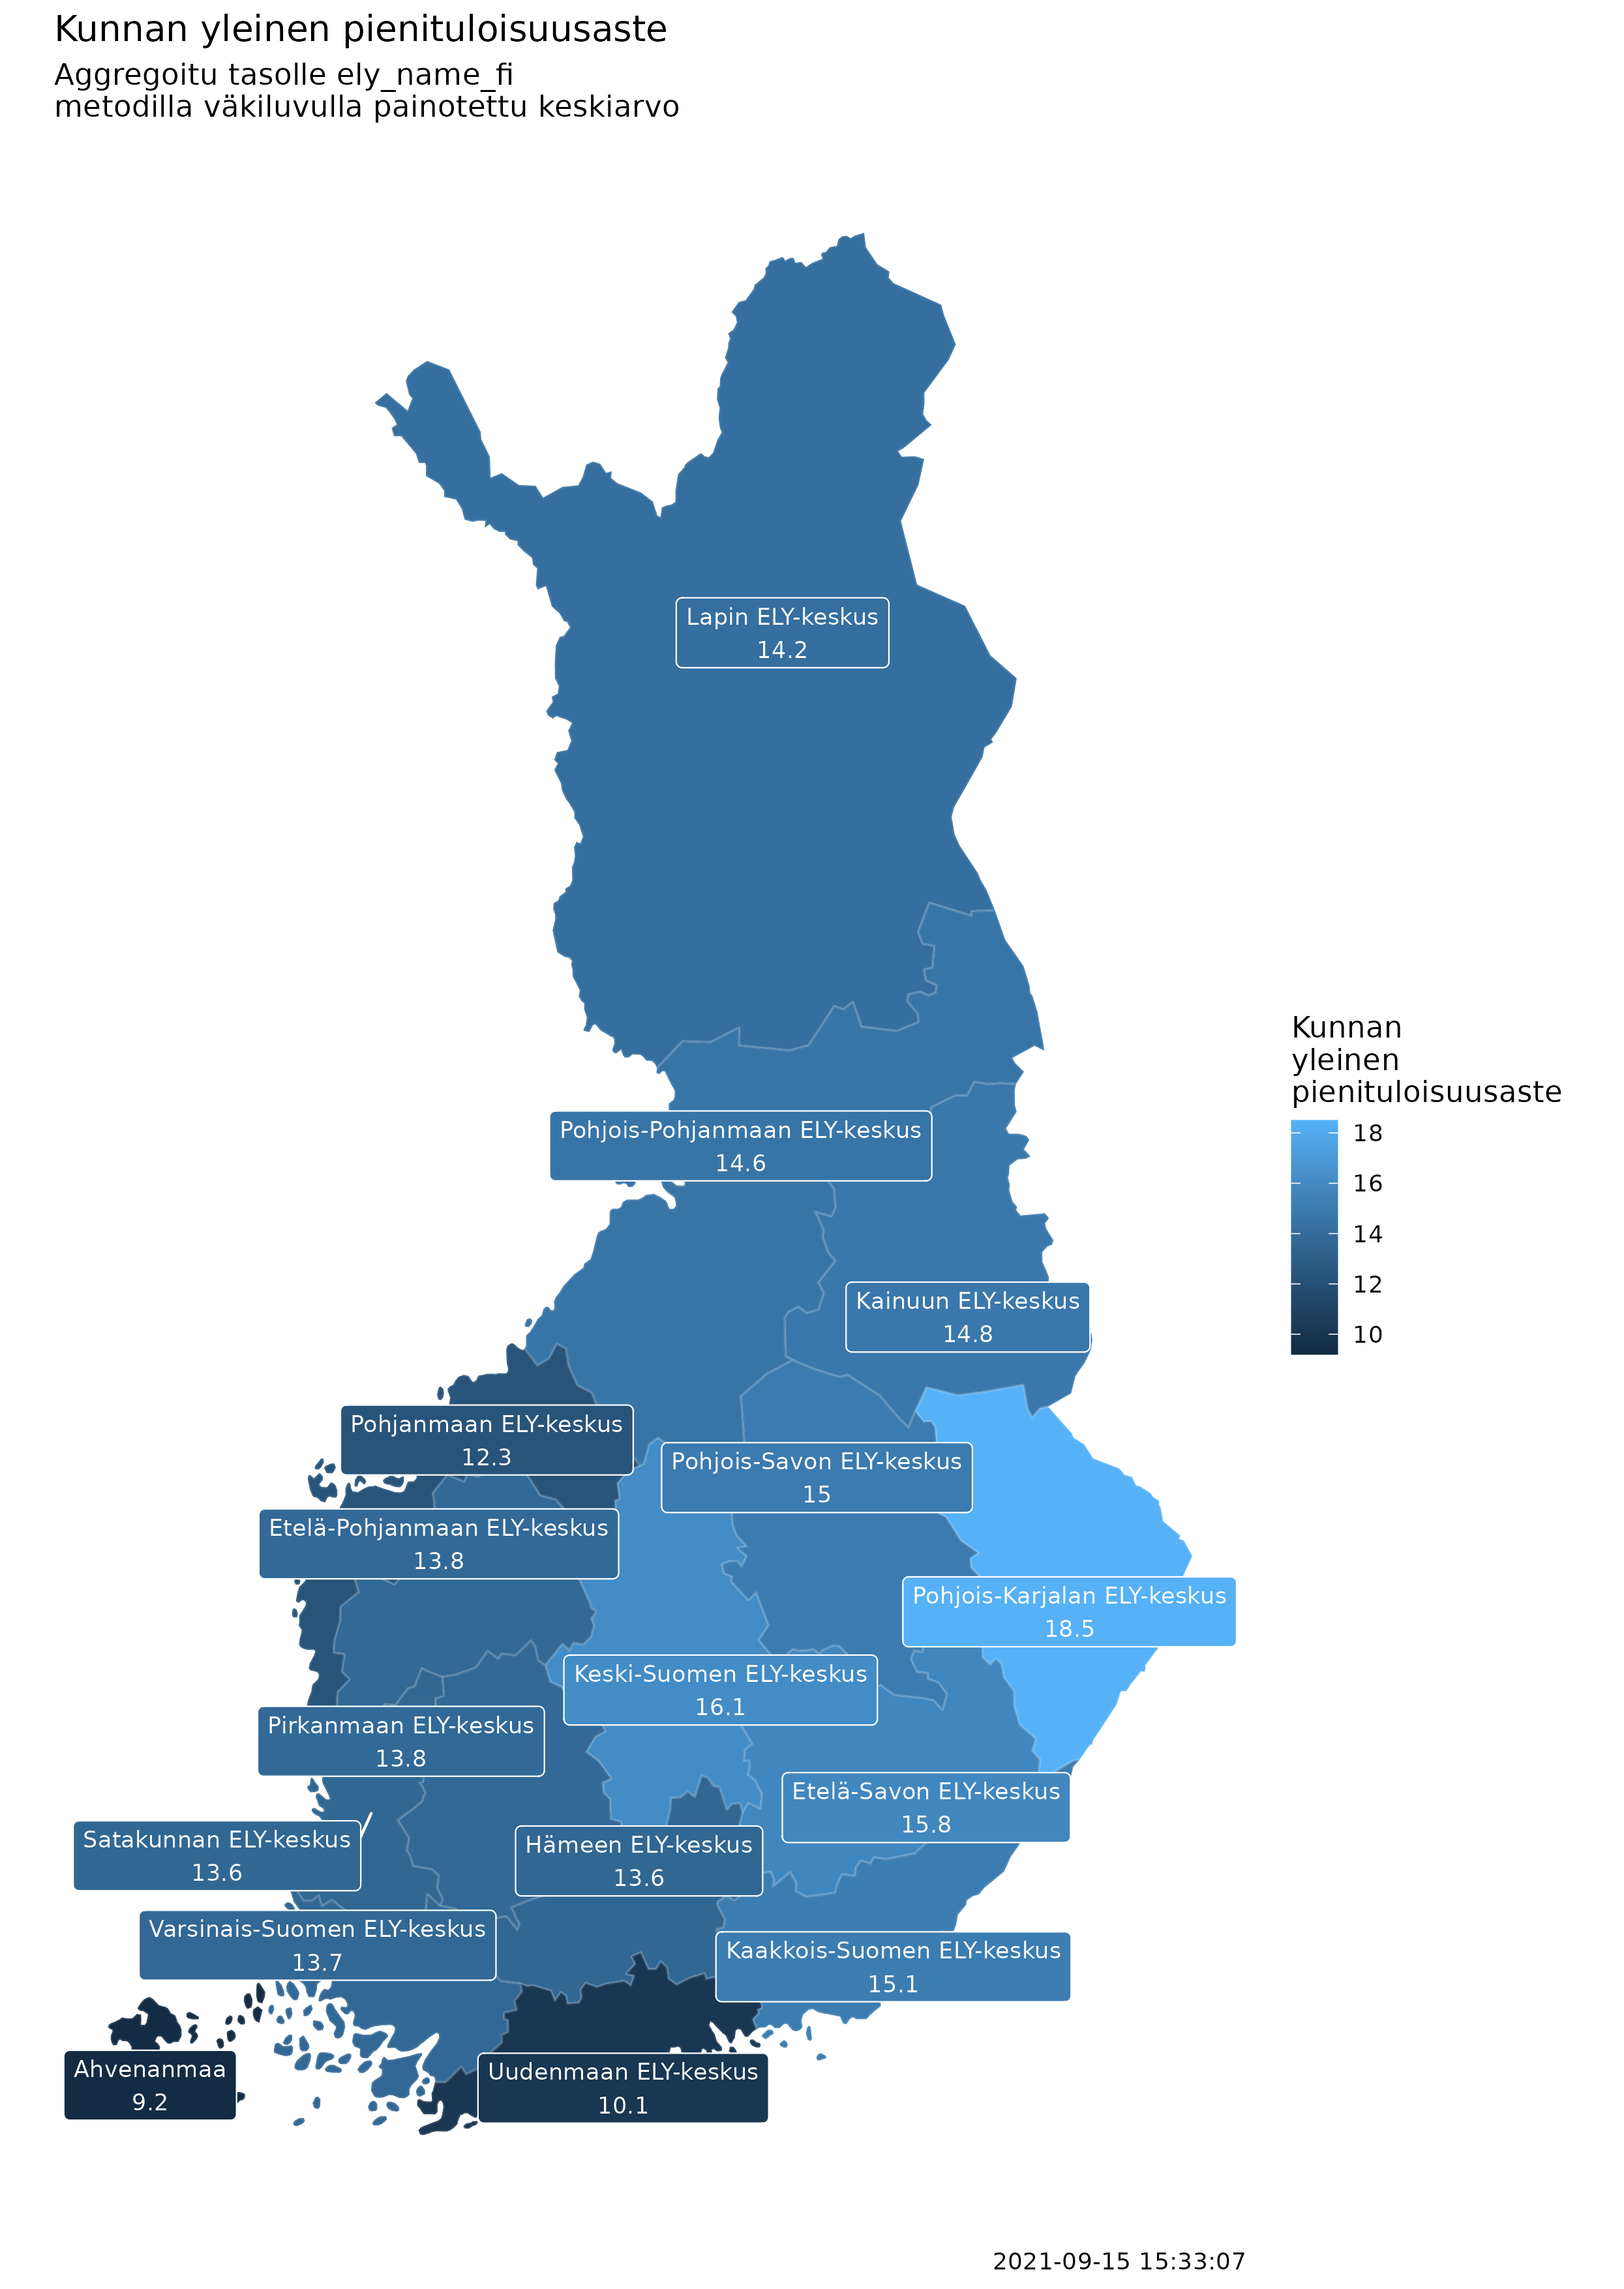 Kunnan yleinen pienituloisuusaste
Aggregoitu tasolle ely_name_fi
metodilla väkiluvulla painotettu keskiarvo
Lapin ELY-keskus
14.2
Pohjois-Pohjanmaan ELY-keskus
14.6
Kainuun ELY-keskus
14.8
Pohjanmaan ELY-keskus
12.3
Pohjois-Savon ELY-keskus
15
Etelä-Pohjanmaan ELY-keskus
13.8
Pohjois-Karjalan ELY-keskus
18.5
Keski-Suomen ELY-keskus
16.1
Pirkanmaan ELY-keskus
13.8
Etelä-Savon ELY-keskus
15.8
Satakunnan ELY-keskus
13.6
Hämeen ELY-keskus
13.6
Varsinais-Suomen ELY-keskus
13.7
Kaakkois-Suomen ELY-keskus
15.1
Ahvenanmaa
9.2
Uudenmaan ELY-keskus
10.1
Kunnan
yleinen
pienituloisuusaste
18
16
14
12
10
2021-09-15 15:33:07